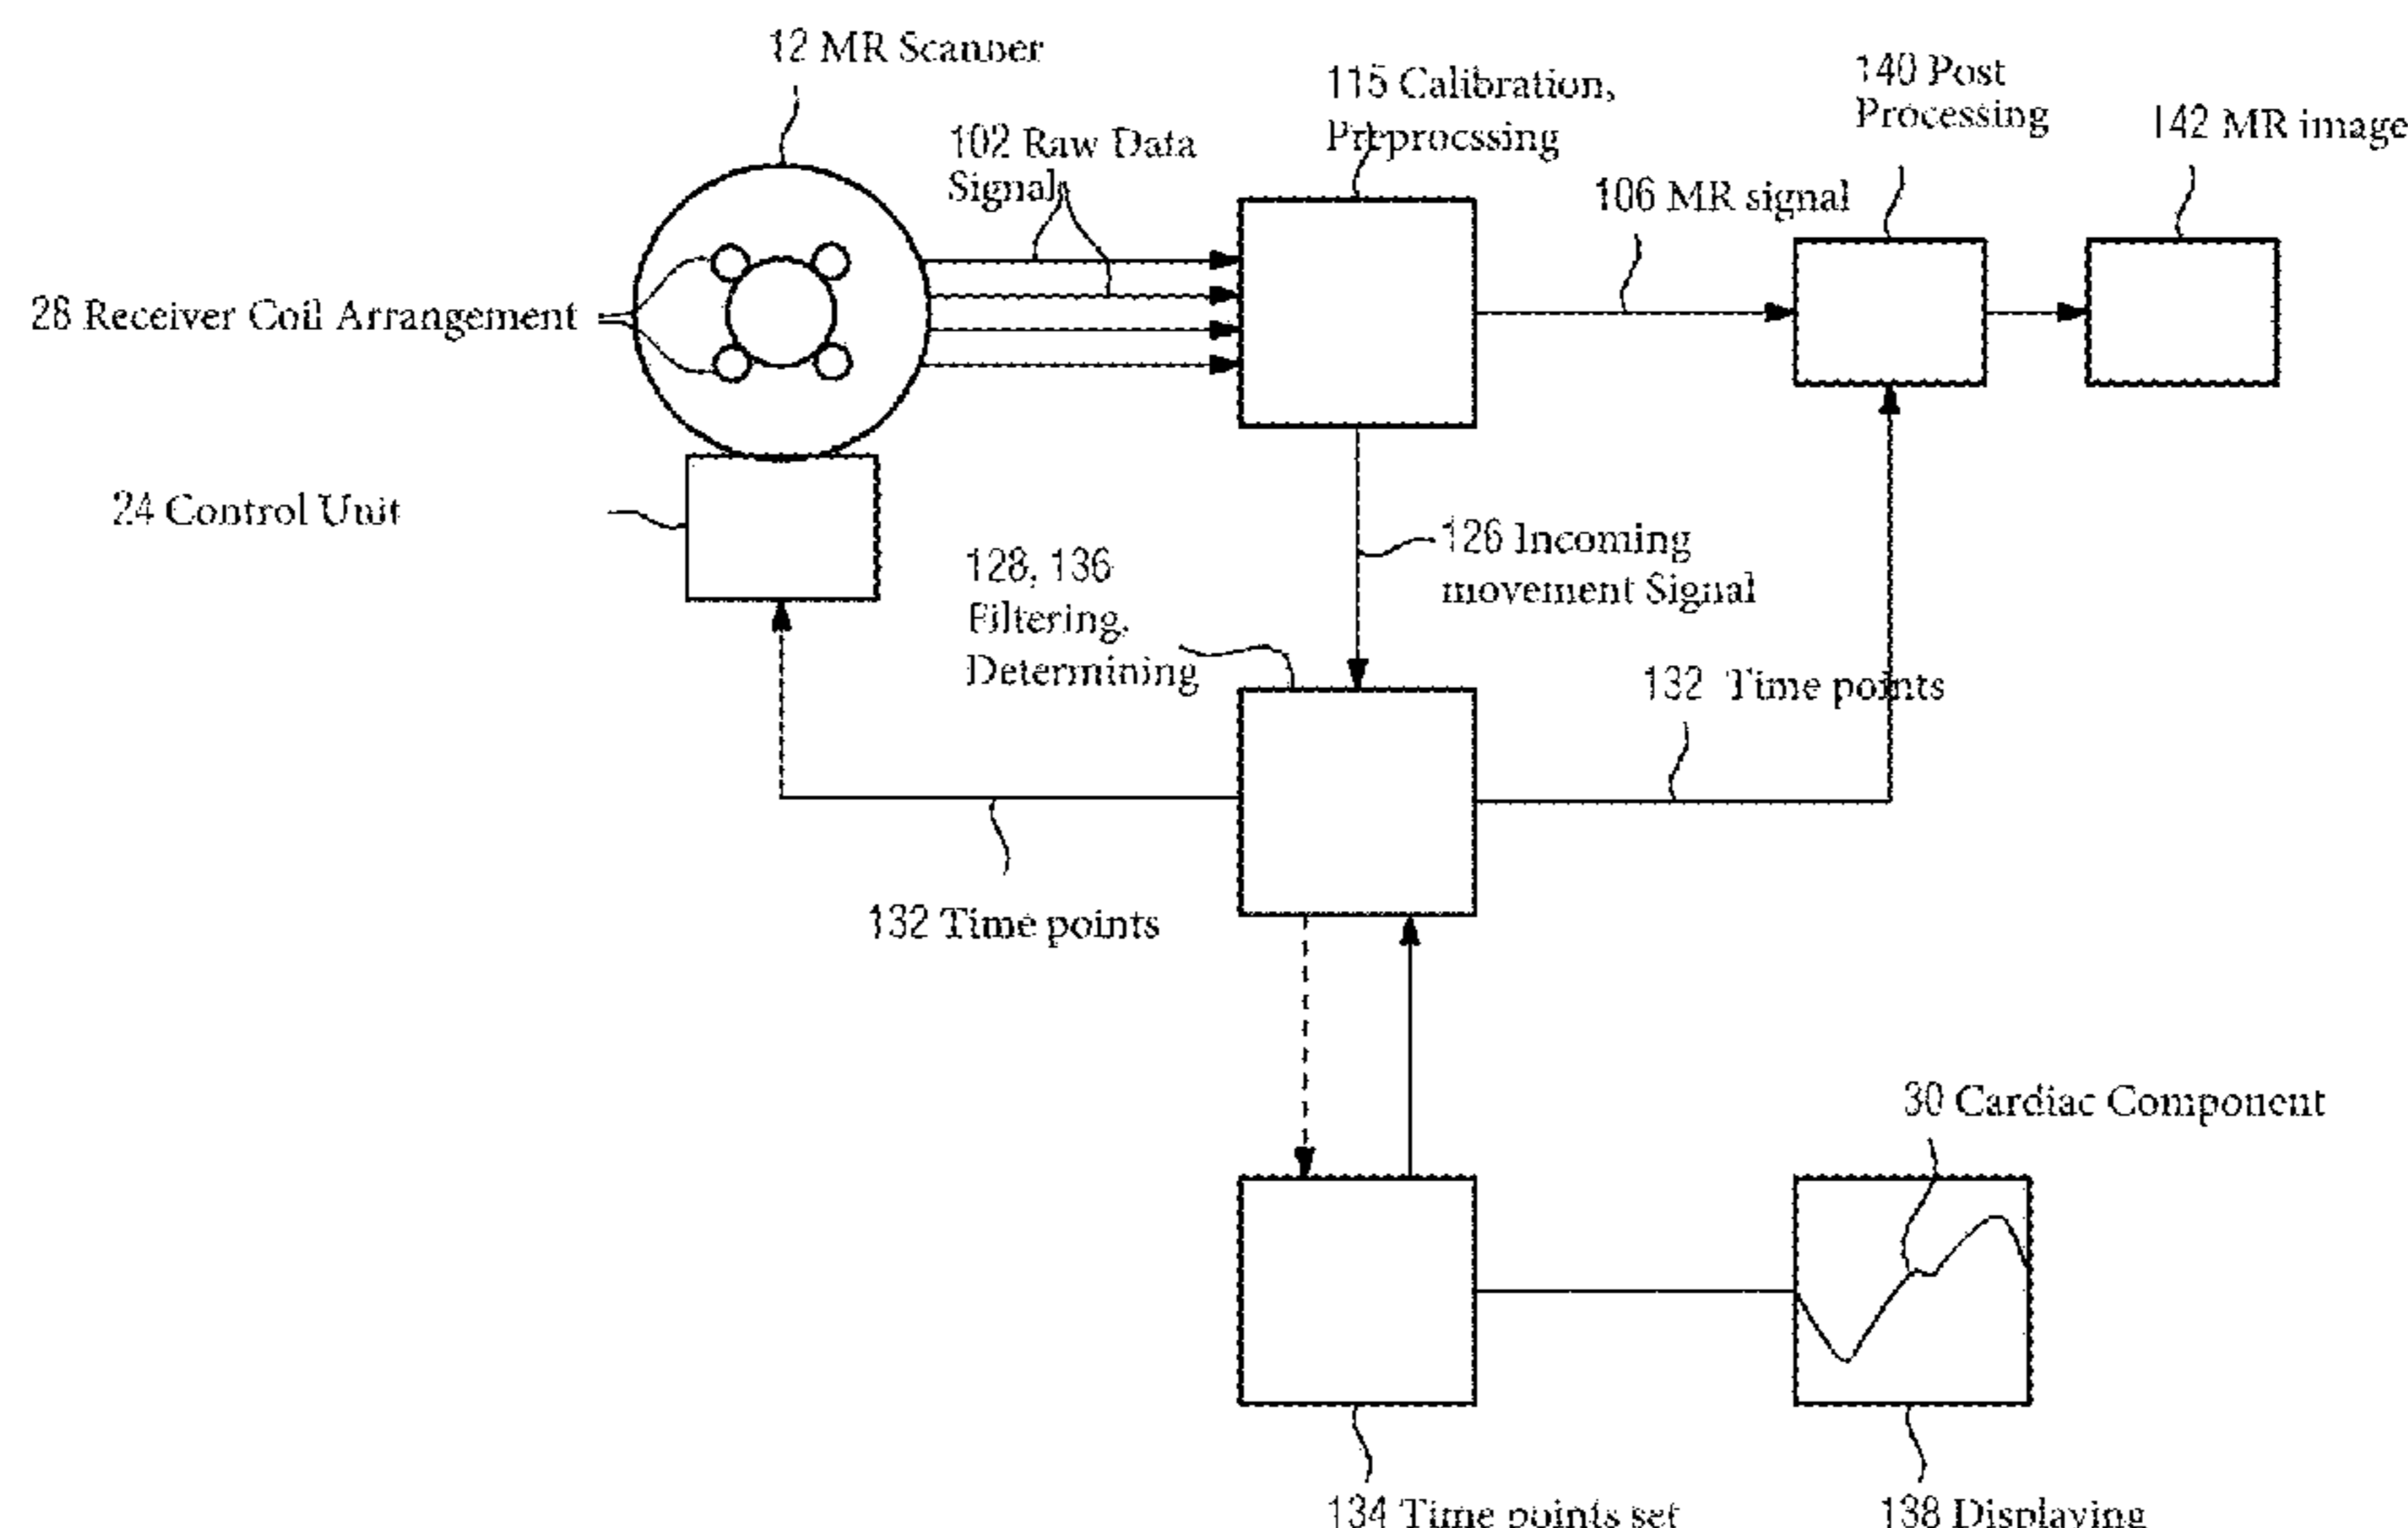 12 MR Scanner
115 Calibration,
Preprocssing
140 Post
Processing
142 MR image
102 Raw Data
Signal
106 MR signal
28 Receiver Coil Arrangement
24 Control Unit
126 Incoming
movement Signal
128, 136
Filtering,
Determining
132 Time points
132 Time points
30 Cardiac Component
134 Time points set
138 Displaying